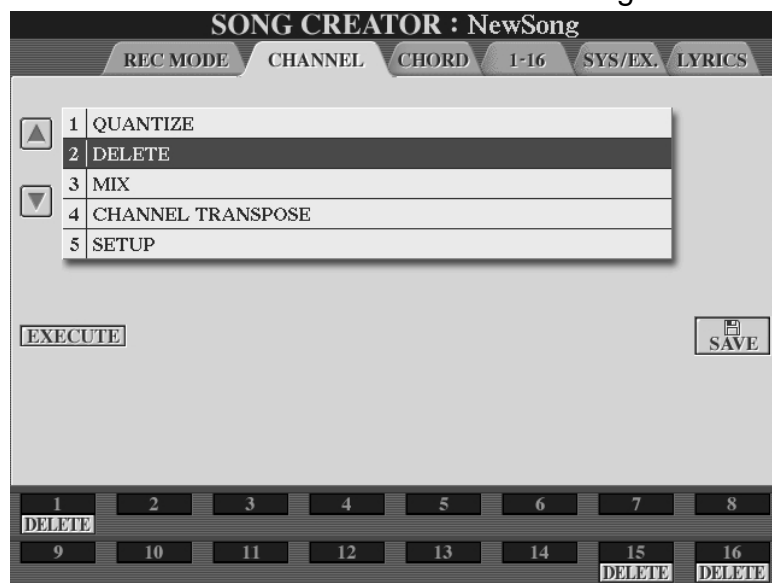 SONG CREATOR : NewSong
REC MODE CHANNEL CHORD 1-16 SYS/EX. LYRICS
1 QUANTIZE
2 DELETE
3 MIX
4 CHANNEL TRANSPOSE
5 SETUP
EXECUTE
SAVE
1 2 3 4 5 6 7 8
DELETE
9 10 11 12 13 14 15 16
DELETE DELETE